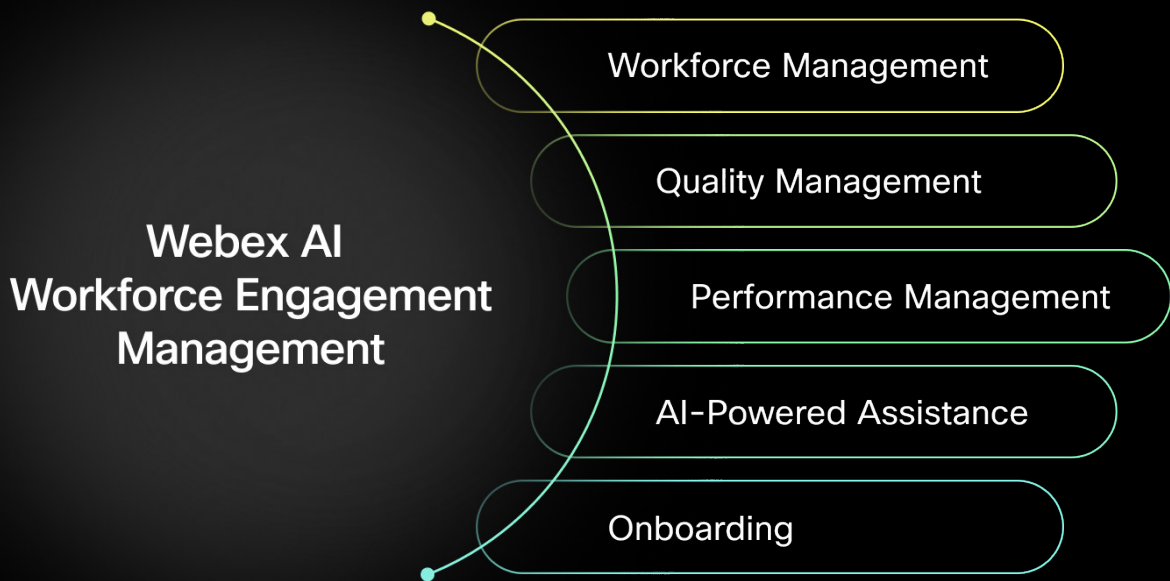 Webex AI
Workforce Engagement
Management
Workforce Management
Quality Management
Performance Management
AI-Powered Assistance
Onboarding